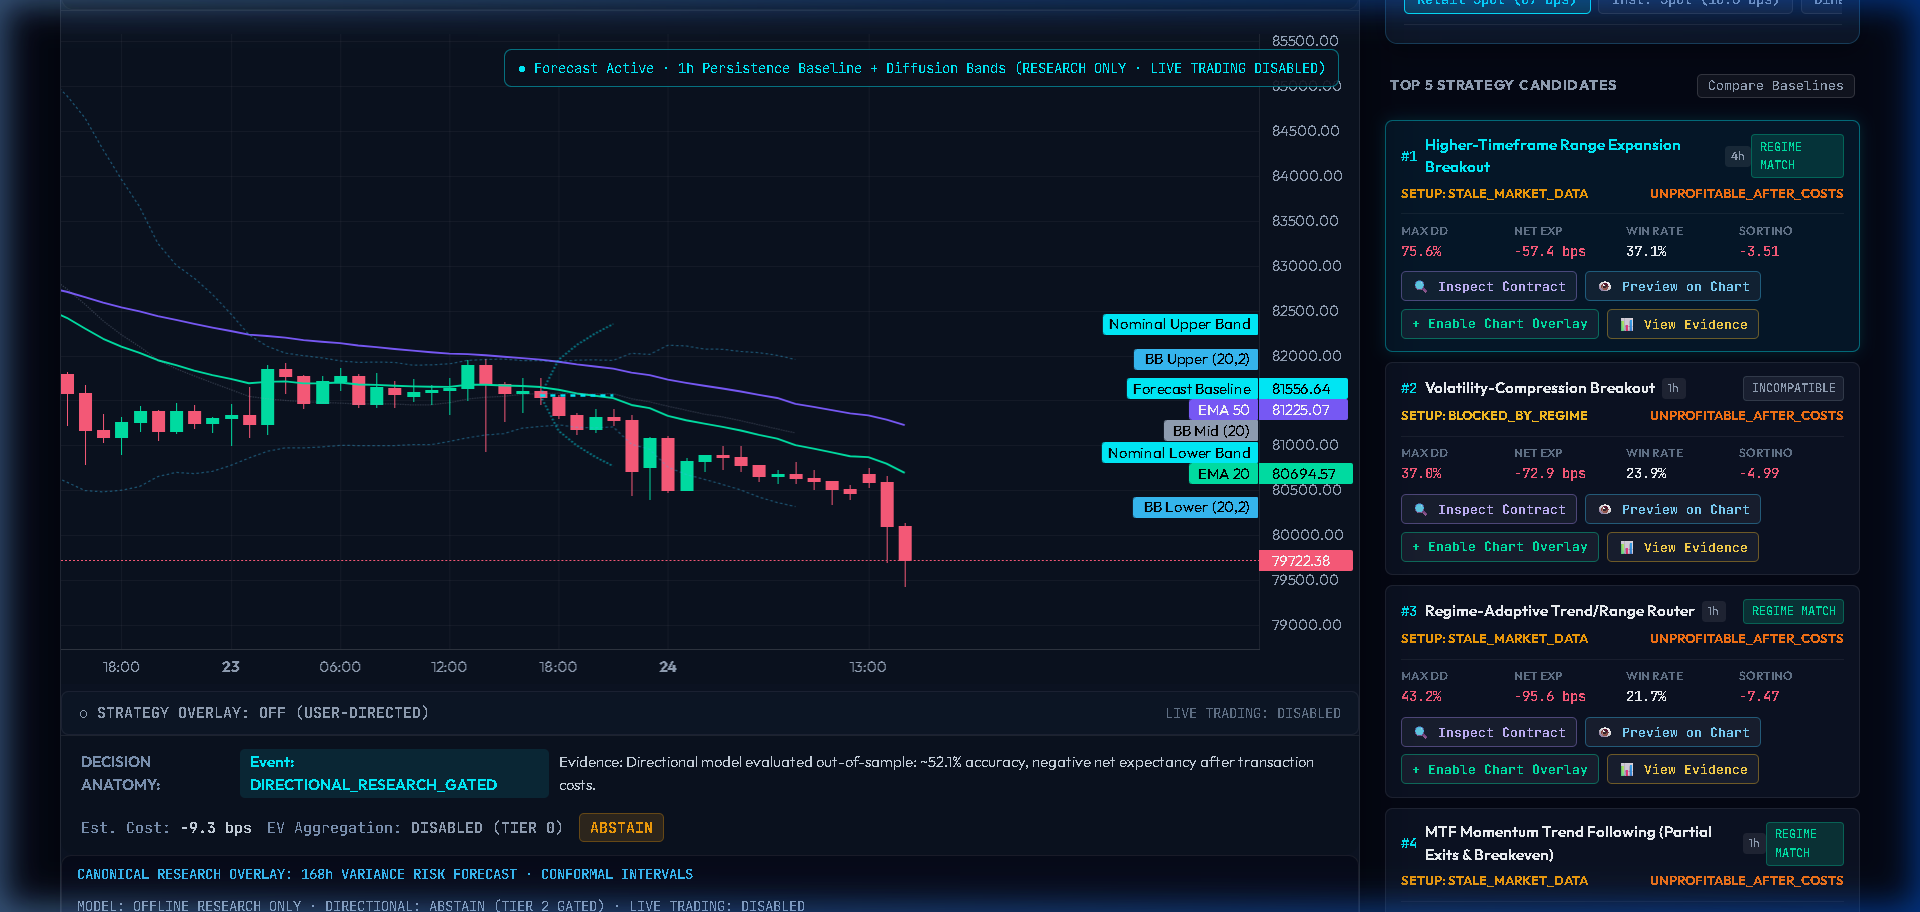 85500.00
● Forecast Active · 1h Persistence Baseline + Diffusion Bands (RESEARCH ONLY · LIVE TRADING DISABLED)
85000.00
84500.00
84000.00
83500.00
83000.00
82500.00
Nominal Upper Band
82000.00
BB Upper (20,2)
Forecast Baseline 81556.64
EMA 50 81225.07
BB Mid (20)
81000.00
Nominal Lower Band
EMA 20 80694.57
80500.00
BB Lower (20,2)
80000.00
79722.38
79500.00
79000.00
18:00 23 06:00 12:00 18:00 24 13:00
○ STRATEGY OVERLAY: OFF (USER-DIRECTED) LIVE TRADING: DISABLED
DECISION ANATOMY:
Event: DIRECTIONAL_RESEARCH_GATED
Evidence: Directional model evaluated out-of-sample: ~52.1% accuracy, negative net expectancy after transaction
costs.
Est. Cost: -9.3 bps EV Aggregation: DISABLED (TIER 0) ABSTAIN
CANONICAL RESEARCH OVERLAY: 168h VARIANCE RISK FORECAST · CONFORMAL INTERVALS
MODEL: OFFLINE RESEARCH ONLY · DIRECTIONAL: ABSTAIN (TIER 2 GATED) · LIVE TRADING: DISABLED
TOP 5 STRATEGY CANDIDATES Compare Baselines
#1 Higher-Timeframe Range Expansion Breakout 4h REGIME MATCH
SETUP: STALE_MARKET_DATA UNPROFITABLE_AFTER_COSTS
MAX DD NET EXP WIN RATE SORTINO
75.6% -57.4 bps 37.1% -3.51
Inspect Contract Preview on Chart
+ Enable Chart Overlay View Evidence
#2 Volatility-Compression Breakout 1h INCOMPATIBLE
SETUP: BLOCKED_BY_REGIME UNPROFITABLE_AFTER_COSTS
MAX DD NET EXP WIN RATE SORTINO
37.0% -72.9 bps 23.9% -4.99
Inspect Contract Preview on Chart
+ Enable Chart Overlay View Evidence
#3 Regime-Adaptive Trend/Range Router 1h REGIME MATCH
SETUP: STALE_MARKET_DATA UNPROFITABLE_AFTER_COSTS
MAX DD NET EXP WIN RATE SORTINO
43.2% -95.6 bps 21.7% -7.47
Inspect Contract Preview on Chart
+ Enable Chart Overlay View Evidence
#4 MTF Momentum Trend Following (Partial Exits & Breakeven) 1h REGIME MATCH
SETUP: STALE_MARKET_DATA UNPROFITABLE_AFTER_COSTS